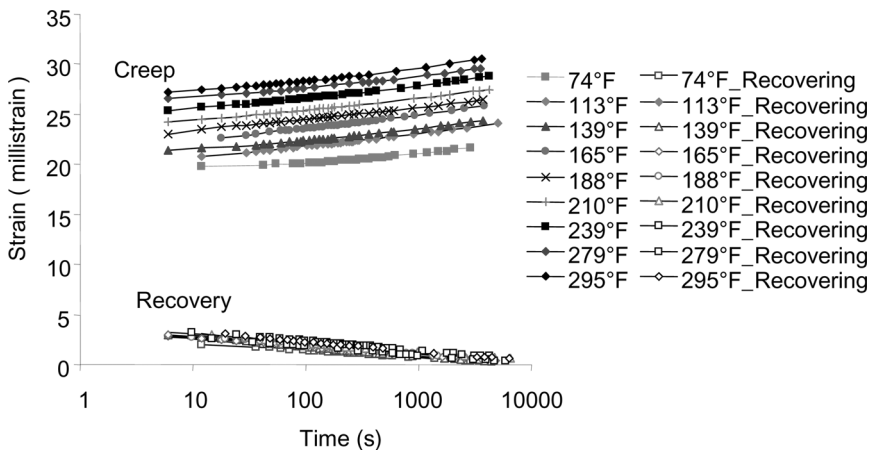 35
30
25
20
15
10
5
0
Strain ( millistrain )
Creep
Recovery
1 10 100 1000 10000
Time (s)
74°F 74°F_Recovering
113°F 113°F_Recovering
139°F 139°F_Recovering
165°F 165°F_Recovering
188°F 188°F_Recovering
210°F 210°F_Recovering
239°F 239°F_Recovering
279°F 279°F_Recovering
295°F 295°F_Recovering